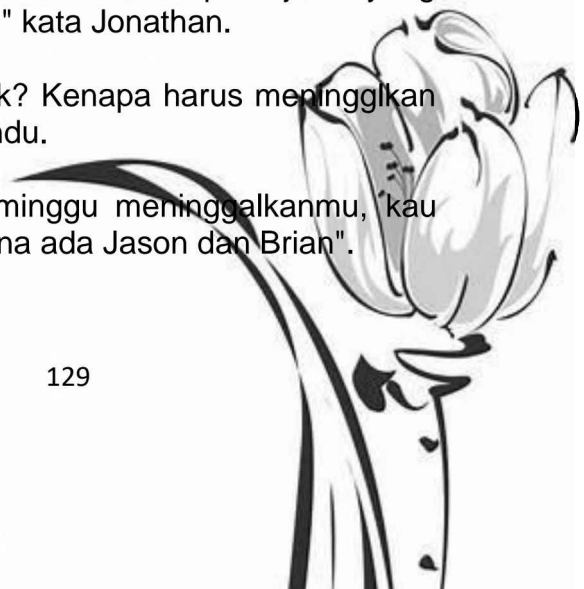 " kata Jonathan.
k? Kenapa harus meningglkan
ndu.
minggu meninggalkanmu, kau
na ada Jason dan Brian".
129